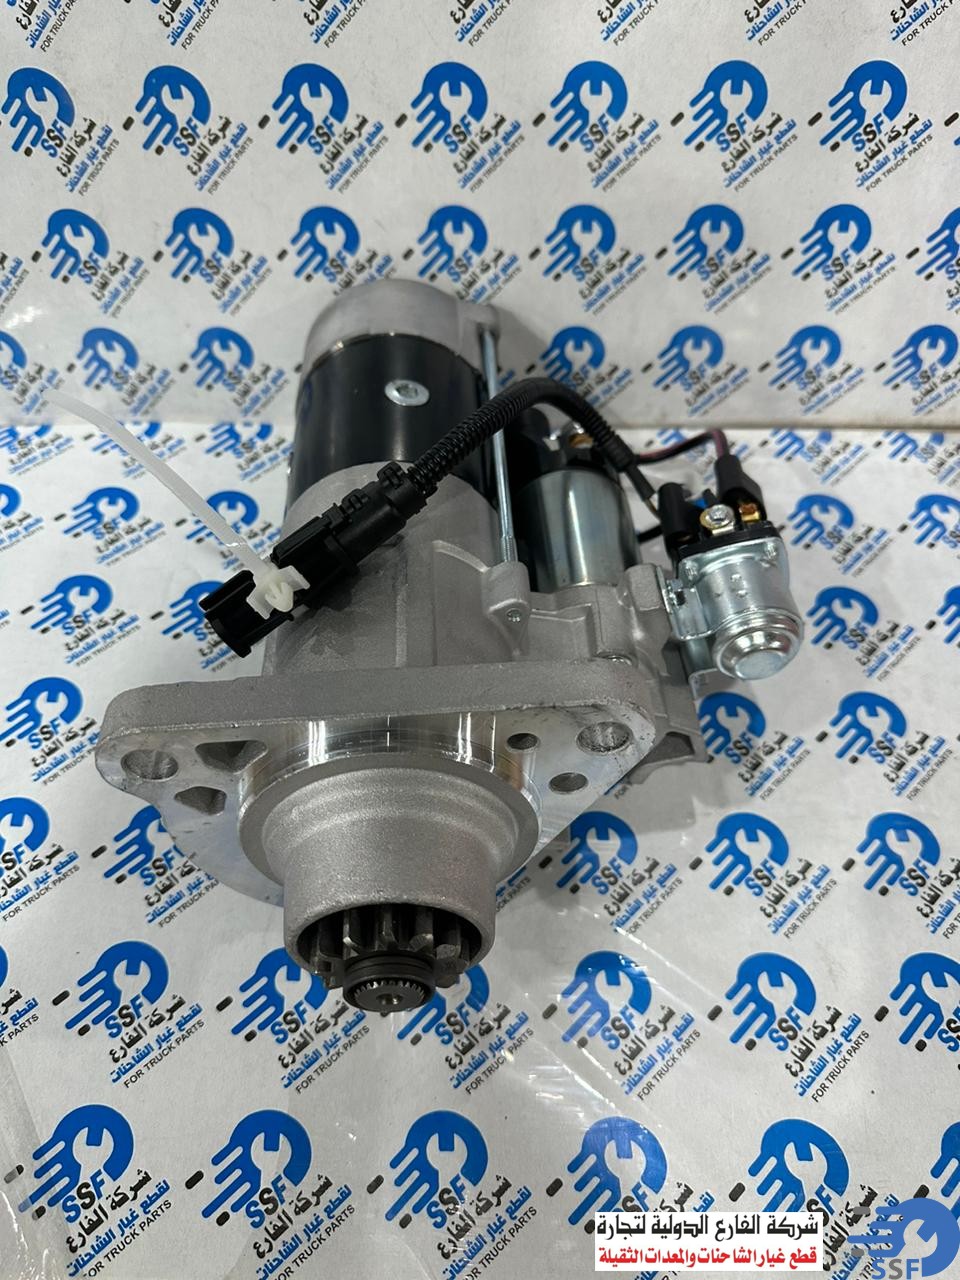 SSF
شركة الفارع
لقطع غيار الشاحنات
FOR TRUCK PARTS
شركة الفارع الدولية لتجارة
قطع غيار الشاحنات والمعدات الثقيلة
SSF